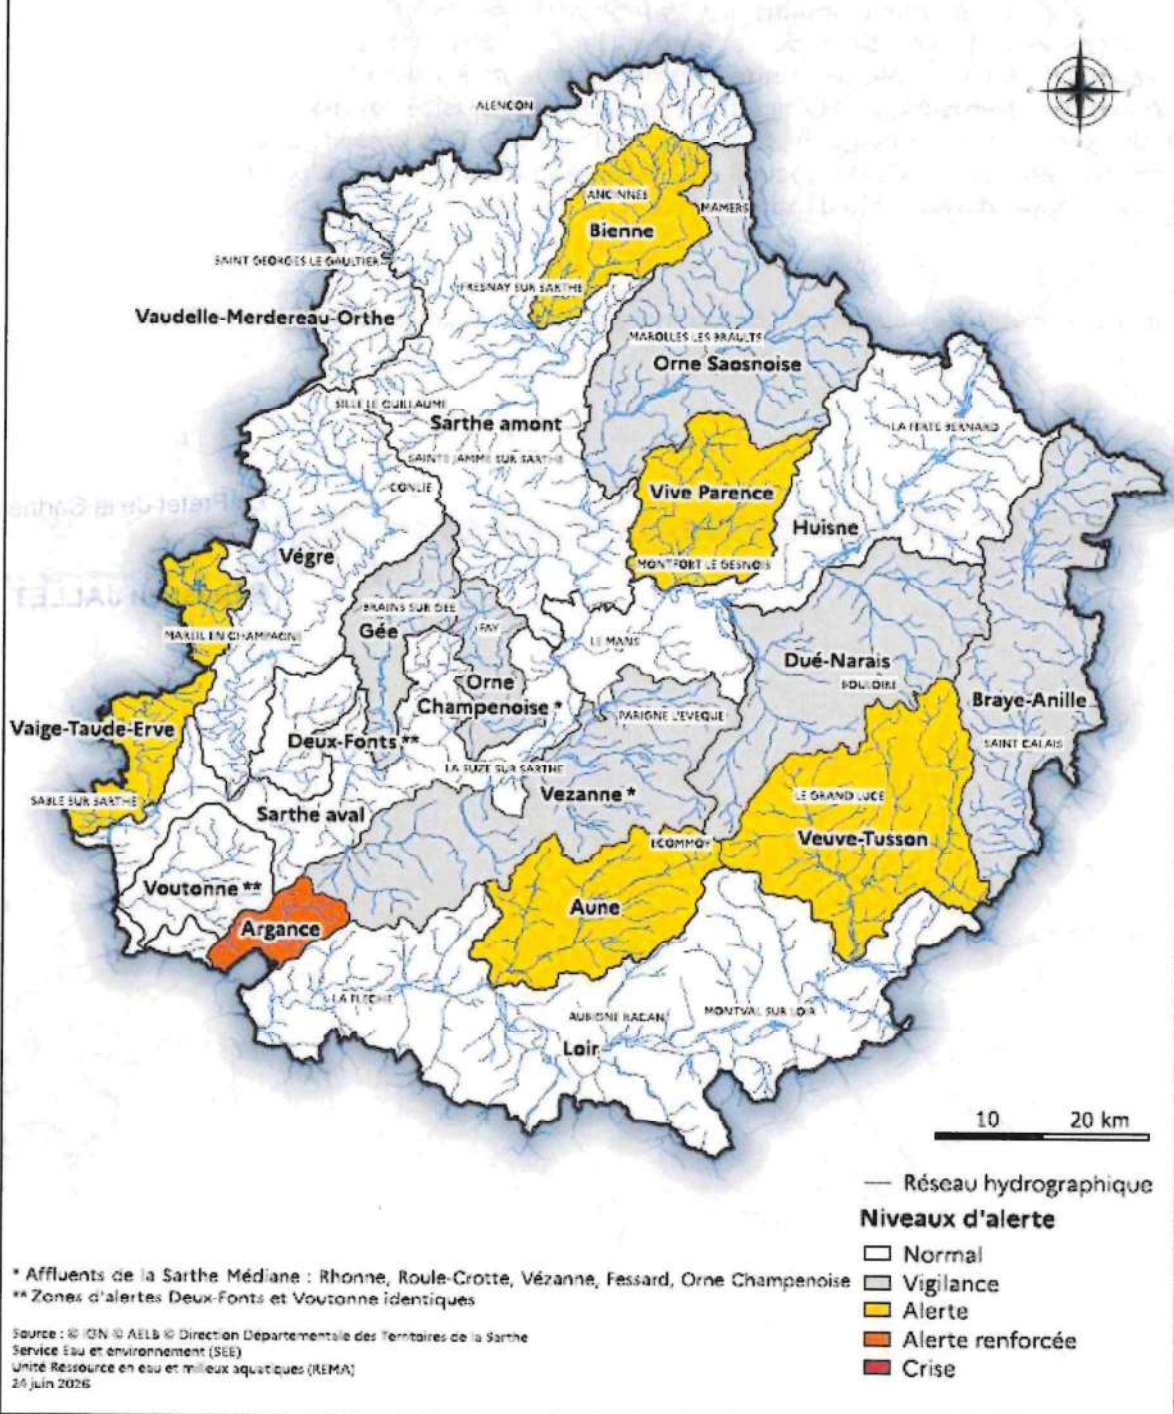 ALENCON
ANCINNES
MAMERS
Bienne
SAINT GEORGES LE GAULTIER
FRESNAY SUR SARTHE
Vaudelle-Merdereau-Orthe
MAROLLES LES BRAULTS
Orne Saosnoise
SILLE LE GUILLAUME
Sarthe amont
LA FERTE BERNARD
SAINTE JAMME SUR SARTHE
CONLIE
Vive Parence
Préfet de la Sarthe
Huisne
Végre
MONTFORT LE GESNOIS
JALLET
BRAINS SUR GEE
Gée
FAY
MAREIL EN CHAMPAGNE
LE MANS
Dué-Narais
BOULOIRE
Orne
Champenoise *
Braye-Anille
PARIGNE L'EVEQUE
Vaige-Taude-Erve
Deux-Fonts **
SAINT CALAIS
LA SUZE SUR SARTHE
SABLE SUR SARTHE
Vezanne *
LE GRAND LUCE
Sarthe aval
ECOMMOY
Veuve-Tusson
Voutonne **
Aune
Argance
LA FLECHE
AUBIGNE RACAN
MONTVAL SUR LOIR
Loir
10 20 km
Réseau hydrographique
Niveaux d'alerte
Normal
Vigilance
Alerte
Alerte renforcée
Crise
* Affluents de la Sarthe Médiane : Rhonne, Roule-Crotte, Vézanne, Fessard, Orne Champenoise
** Zones d'alertes Deux-Fonts et Voutonne identiques
Source : © IGN © AELB © Direction Départementale des Territoires de la Sarthe
Service Eau et environnement (SEE)
Unité Ressource en eau et milieux aquatiques (REMA)
24 juin 2026